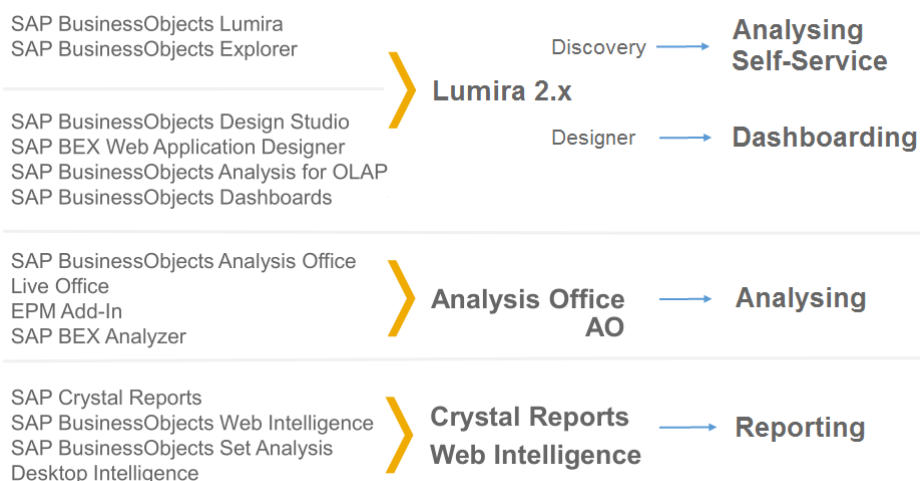 SAP BusinessObjects Lumira
SAP BusinessObjects Explorer
SAP BusinessObjects Design Studio
SAP BEX Web Application Designer
SAP BusinessObjects Analysis for OLAP
SAP BusinessObjects Dashboards
Lumira 2.x
Discovery
Analysing
Self-Service
Designer
Dashboarding
SAP BusinessObjects Analysis Office
Live Office
EPM Add-In
SAP BEX Analyzer
Analysis Office
AO
Analysing
SAP Crystal Reports
SAP BusinessObjects Web Intelligence
SAP BusinessObjects Set Analysis
Desktop Intelligence
Crystal Reports
Web Intelligence
Reporting